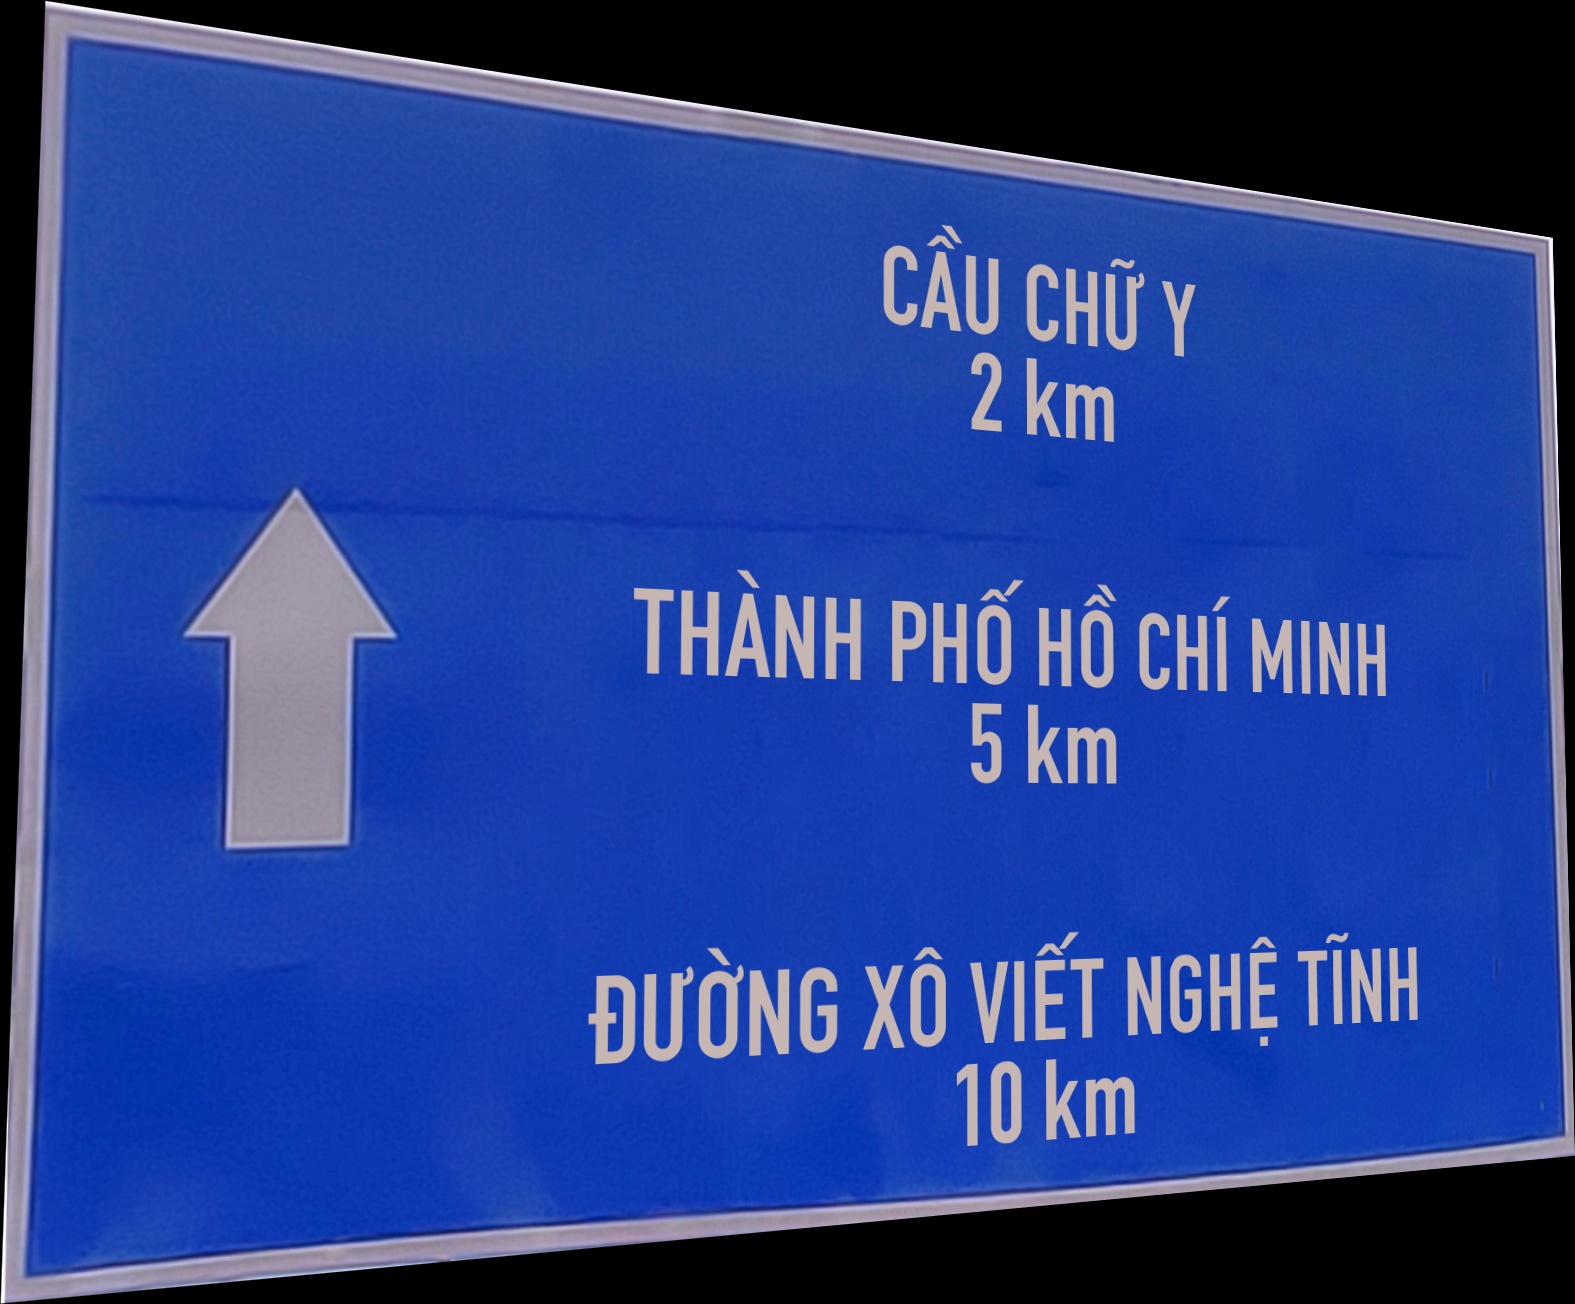 CẦU CHỮ Y
2 km
THÀNH PHỐ HỒ CHÍ MINH
5 km
ĐƯỜNG XÔ VIẾT NGHỆ TĨNH
10 km